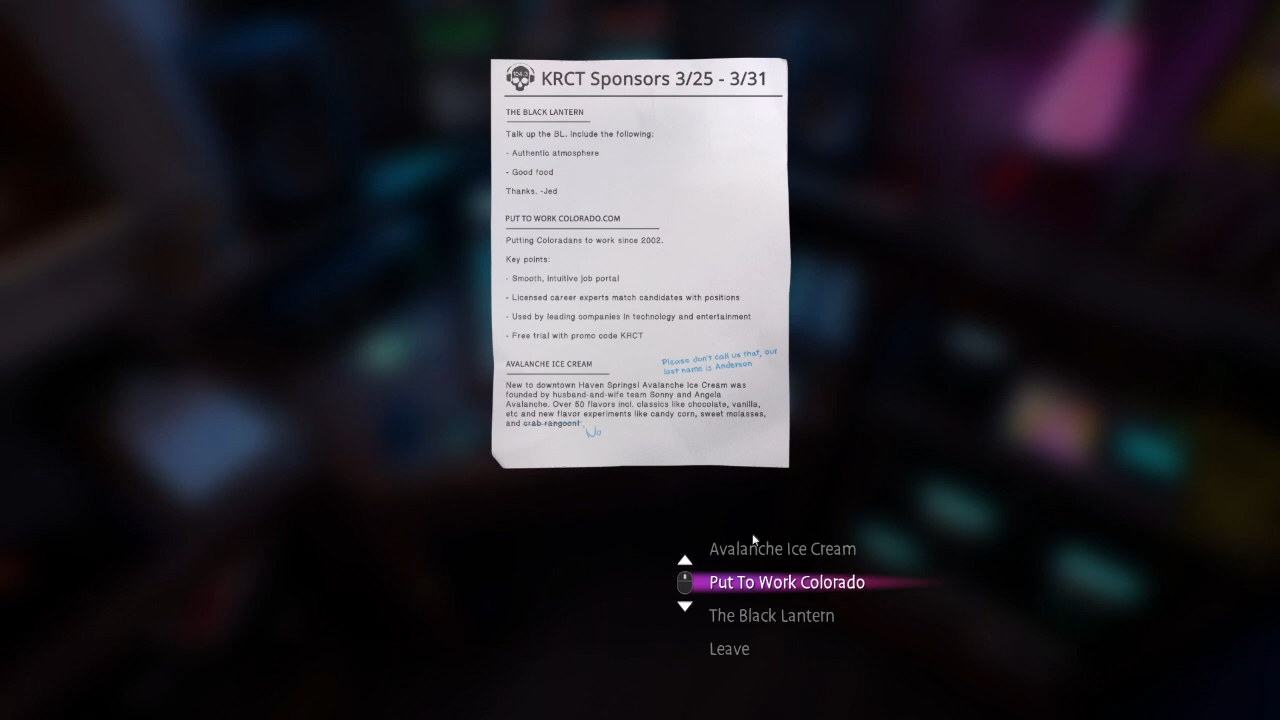 104.3
KRCT Sponsors 3/25 - 3/31
THE BLACK LANTERN
Talk up the BL. Include the following:
- Authentic atmosphere
- Good food
Thanks. -Jed
PUT TO WORK COLORADO.COM
Putting Coloradans to work since 2002.
Key points:
- Smooth, intuitive job portal
- Licensed career experts match candidates with positions
- Used by leading companies in technology and entertainment
- Free trial with promo code KRCT
Please don't call us that, our
last name is Anderson
AVALANCHE ICE CREAM
New to downtown Haven Springs! Avalanche Ice Cream was
founded by husband-and-wife team Sonny and Angela
Avalanche. Over 50 flavors incl. classics like chocolate, vanilla,
etc and new flavor experiments like candy corn, sweet molasses,
and crab rangoon!
No
Avalanche Ice Cream
Put To Work Colorado
The Black Lantern
Leave